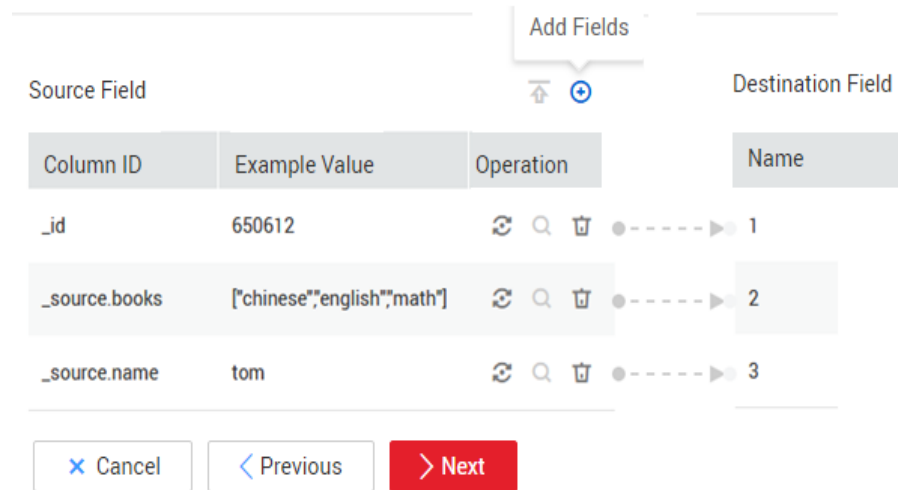 Add Fields
Source Field
Destination Field
Column ID Example Value Operation
Name
_id 650612 1
_source.books ["chinese","english","math"] 2
_source.name tom 3
Cancel Previous Next